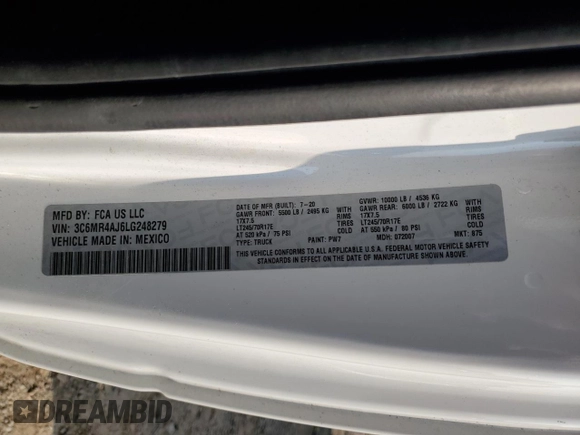 MFD BY: FCA US LLC
VIN: 3C6MR4AJ6LG248279
VEHICLE MADE IN: MEXICO
DATE OF MFR (BUILT): 7-20
GAWR FRONT: 5500 LB / 2495 KG
17X7.5 RIMS
LT245/70R17E TIRES
AT 520 kPa / 75 PSI COLD
TYPE: TRUCK PAINT: PW7
GVWR: 10000 LB / 4536 KG
GAWR REAR: 6000 LB / 2722 KG
17X7.5 RIMS
LT245/70R17E TIRES
AT 550 kPa / 80 PSI COLD
MDH: 072007 MKT: 875
THIS VEHICLE CONFORMS TO ALL APPLICABLE U.S.A. FEDERAL MOTOR VEHICLE SAFETY
STANDARDS IN EFFECT ON THE DATE OF MANUFACTURE SHOWN ABOVE.
DREAMBID